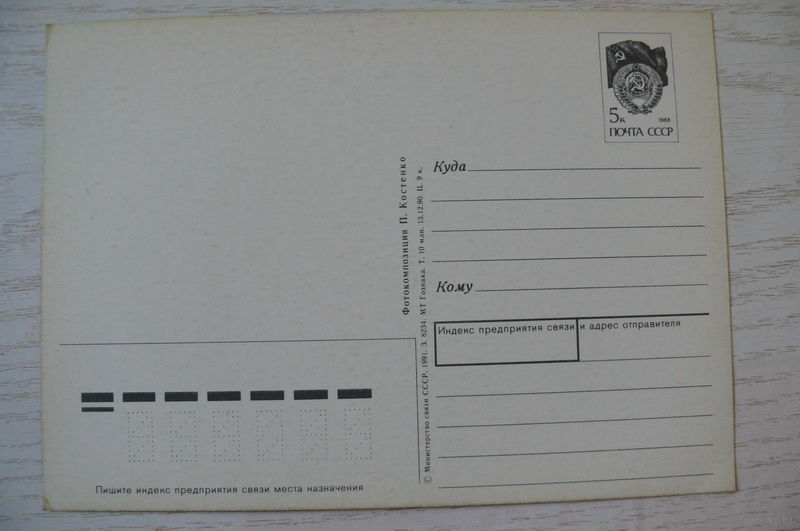 5к 1988
ПОЧТА СССР
Куда
Кому
Индекс предприятия связи и адрес отправителя
Фотокомпозиция П. Костенко
© Министерство связи СССР. 1991. З. 8234. МТ Гознака. Т. 10 млн. 13.12.90. Ц. 9 к.
Пишите индекс предприятия связи места назначения